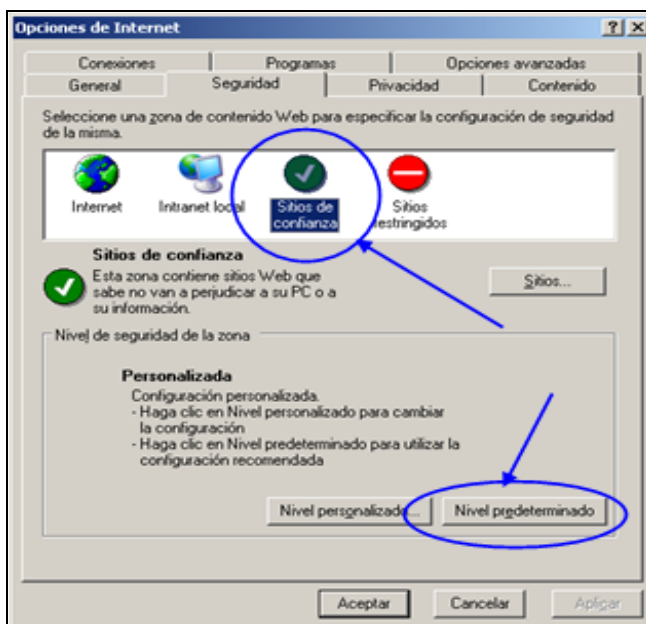 Opciones de Internet
Conexiones Programas Opciones avanzadas
General Seguridad Privacidad Contenido
Seleccione una zona de contenido Web para especificar la configuración de seguridad
de la misma.
Internet Intranet local Sitios de confianza Sitios restringidos
Sitios de confianza
Esta zona contiene sitios Web que
sabe no van a perjudicar a su PC o a
su información.
Sitios...
Nivel de seguridad de la zona
Personalizada
Configuración personalizada.
- Haga clic en Nivel personalizado para cambiar
la configuración
- Haga clic en Nivel predeterminado para utilizar la
configuración recomendada
Nivel personalizado... Nivel predeterminado
Aceptar Cancelar Aplicar